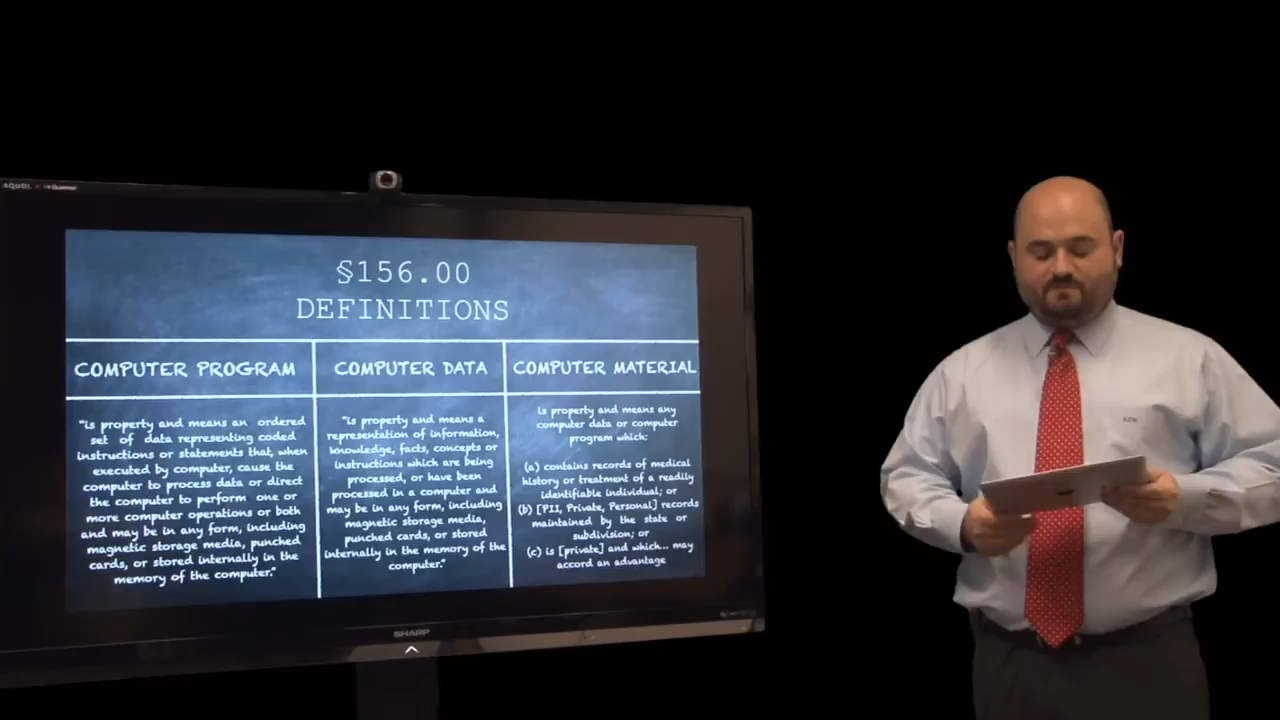 AQUOS
§156.00
DEFINITIONS
COMPUTER PROGRAM
COMPUTER DATA
COMPUTER MATERIAL
"is property and means an ordered
set of data representing coded
instructions or statements that, when
executed by computer, cause the
computer to process data or direct
the computer to perform one or
more computer operations or both
and may be in any form, including
magnetic storage media, punched
cards, or stored internally in the
memory of the computer."
"is property and means a
representation of information,
knowledge, facts, concepts or
instructions which are being
processed, or have been
processed in a computer and
may be in any form, including
magnetic storage media,
punched cards, or stored
internally in the memory of the
computer."
is property and means any
computer data or computer
program which:
(a) contains records of medical
history or treatment of a readily
identifiable individual; or
(b) [PII, Private, Personal] records
maintained by the state or
subdivision; or
(c) is [private] and which... may
accord an advantage
SHARP